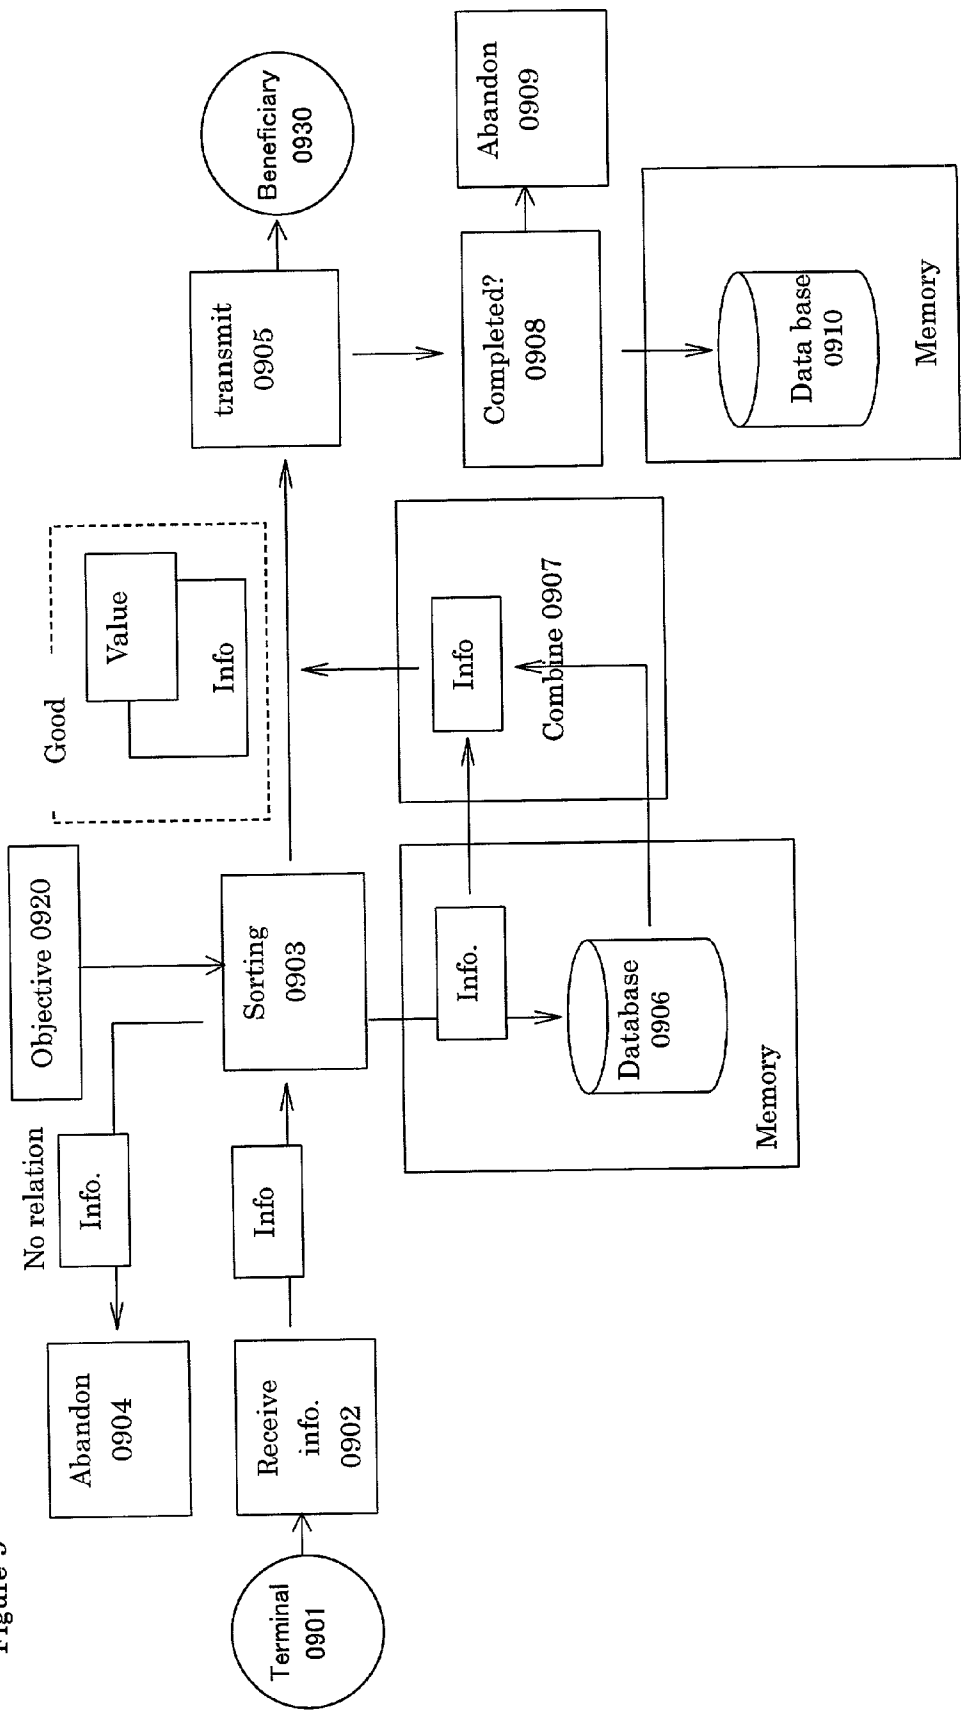 Figure 9
No relation
Info.
Abandon
0904
Objective 0920
Good
Value
Info
Terminal
0901
Receive
info.
0902
Info
Sorting
0903
transmit
0905
Beneficiary
0930
Info.
Database
0906
Memory
Info
Combine 0907
Completed?
0908
Abandon
0909
Data base
0910
Memory